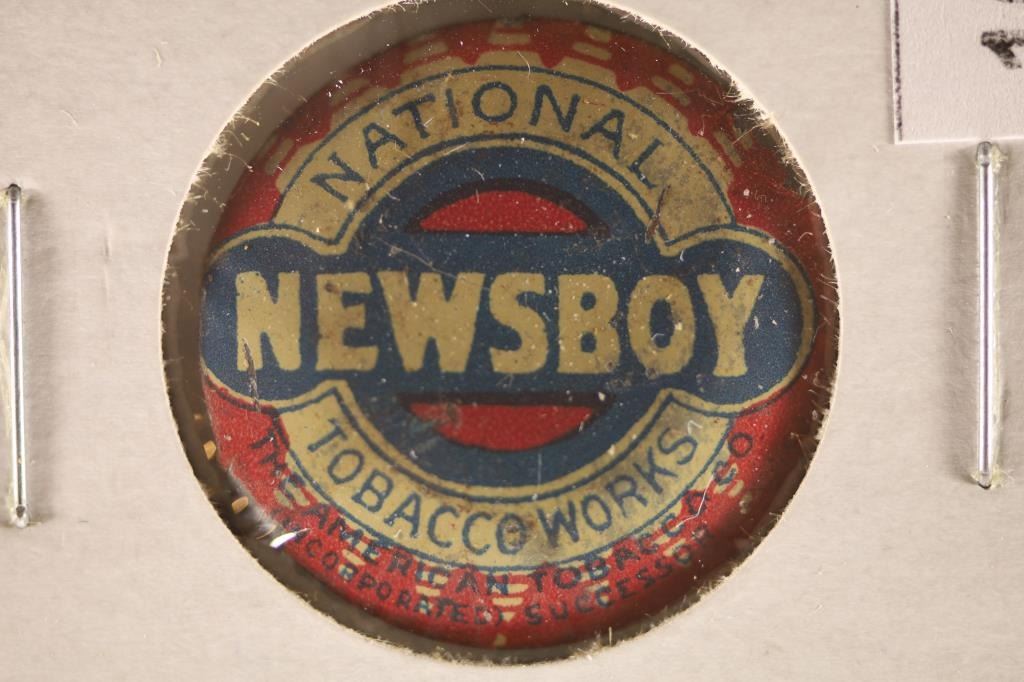 NATIONAL
NEWSBOY
TOBACCO WORKS
THE AMERICAN TOBACCO CO.
(INCORPORATED) SUCCESSOR